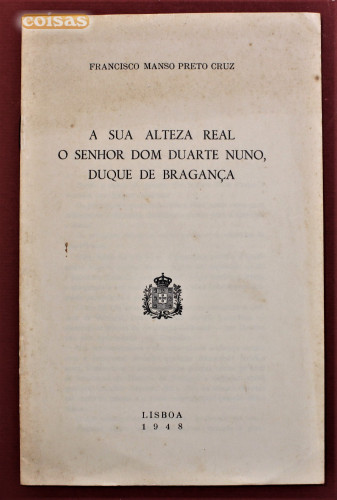 coisas
FRANCISCO MANSO PRETO CRUZ
A SUA ALTEZA REAL
O SENHOR DOM DUARTE NUNO,
DUQUE DE BRAGANÇA
LISBOA
1948